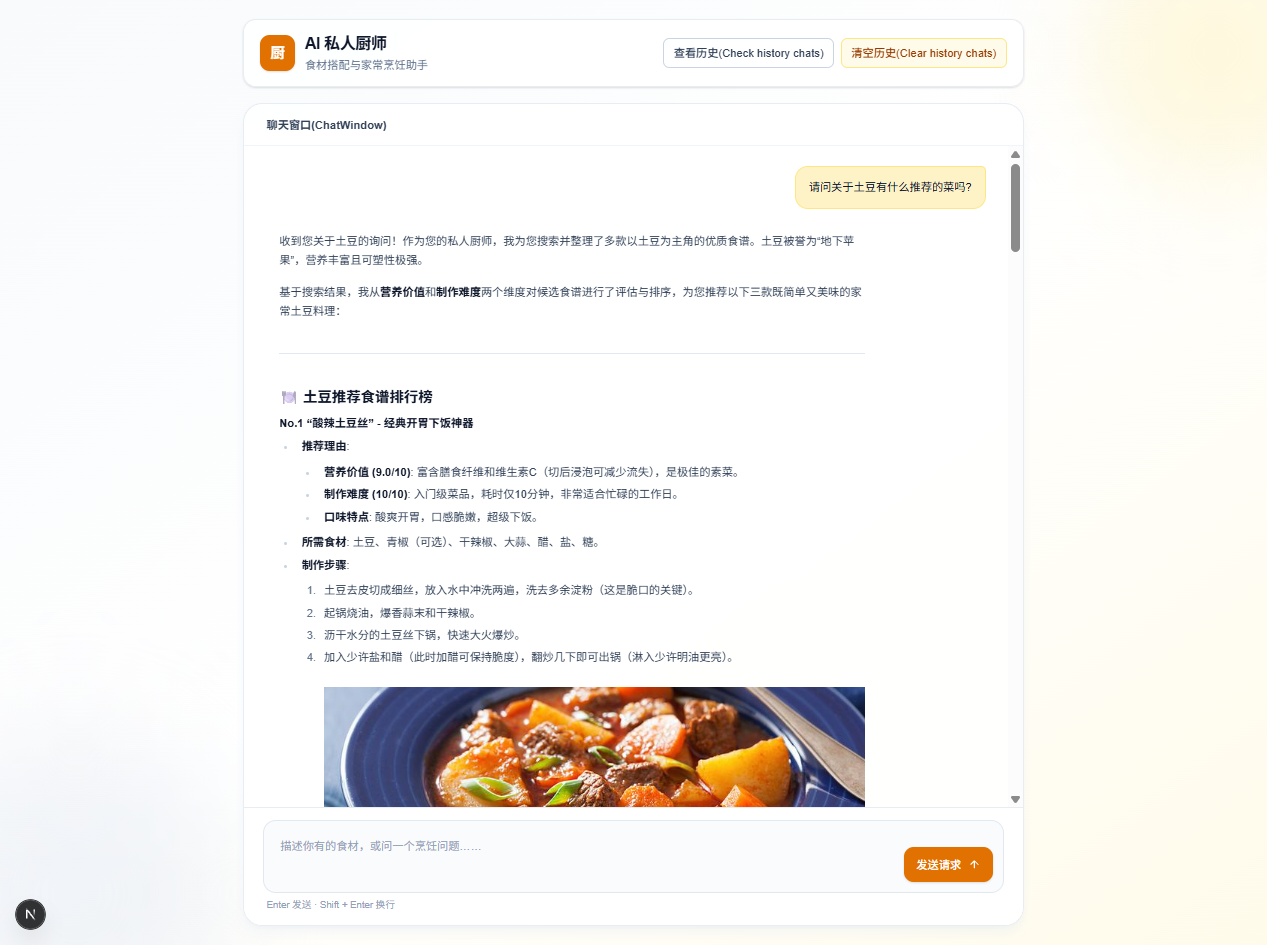 厨
AI 私人厨师
食材搭配与家常烹饪助手
查看历史(Check history chats)
清空历史(Clear history chats)
聊天窗口(ChatWindow)
请问关于土豆有什么推荐的菜吗?
收到您关于土豆的询问！作为您的私人厨师，我为您搜索并整理了多款以土豆为主角的优质食谱。土豆被誉为“地下苹
果”，营养丰富且可塑性极强。
基于搜索结果，我从营养价值和制作难度两个维度对候选食谱进行了评估与排序，为您推荐以下三款既简单又美味的家
常土豆料理：
🍽️ 土豆推荐食谱排行榜
No.1 “酸辣土豆丝” - 经典开胃下饭神器
推荐理由:
营养价值 (9.0/10): 富含膳食纤维和维生素C（切后浸泡可减少流失），是极佳的素菜。
制作难度 (10/10): 入门级菜品，耗时仅10分钟，非常适合忙碌的工作日。
口味特点: 酸爽开胃，口感脆嫩，超级下饭。
所需食材: 土豆、青椒（可选）、干辣椒、大蒜、醋、盐、糖。
制作步骤:
1. 土豆去皮切成细丝，放入水中冲洗两遍，洗去多余淀粉（这是脆口的关键）。
2. 起锅烧油，爆香蒜末和干辣椒。
3. 沥干水分的土豆丝下锅，快速大火爆炒。
4. 加入少许盐和醋（此时加醋可保持脆度），翻炒几下即可出锅（淋入少许明油更亮）。
描述你有的食材，或问一个烹饪问题……
发送请求 ↑
Enter 发送 · Shift + Enter 换行
N